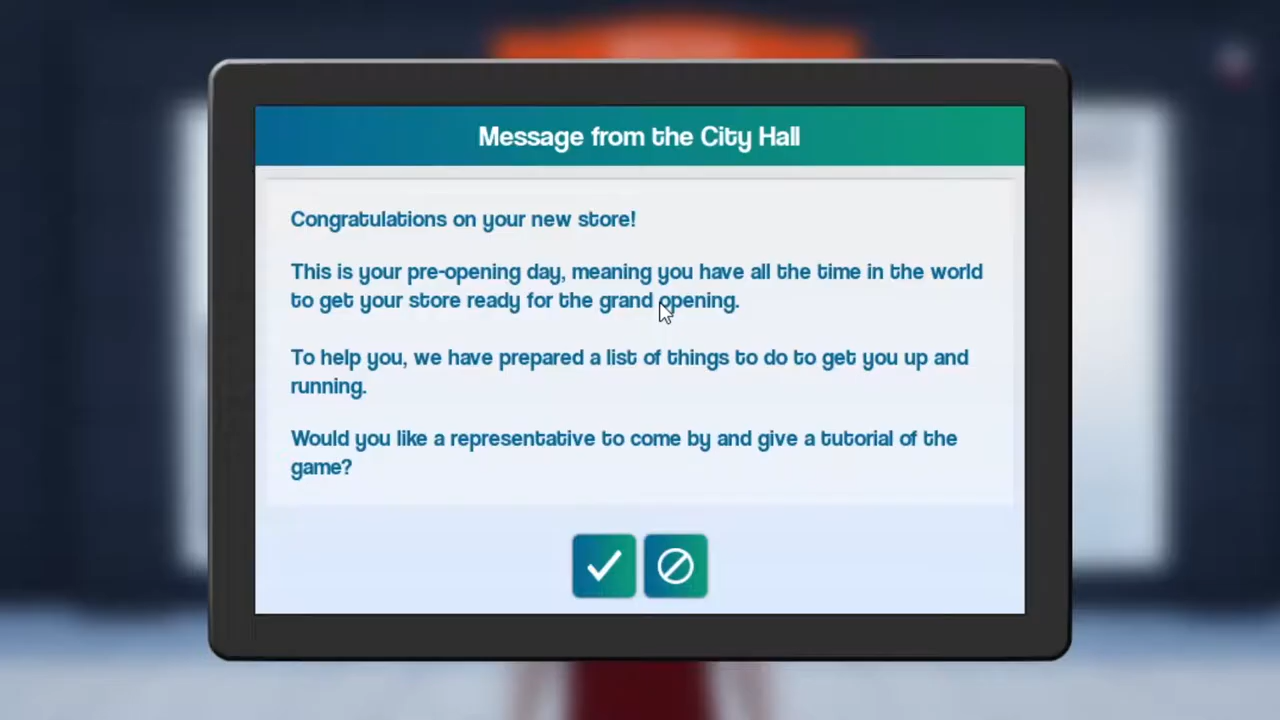 Message from the City Hall
Congratulations on your new store!
This is your pre-opening day, meaning you have all the time in the world
to get your store ready for the grand opening.
To help you, we have prepared a list of things to do to get you up and
running.
Would you like a representative to come by and give a tutorial of the
game?